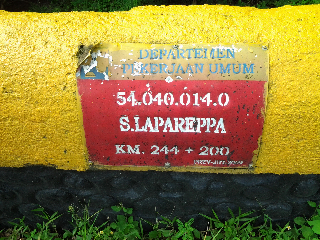 DEPARTEMEN
PEKERJAAN UMUM
54.040.014.0
S.LAPAREPPA
KM. 244 + 200